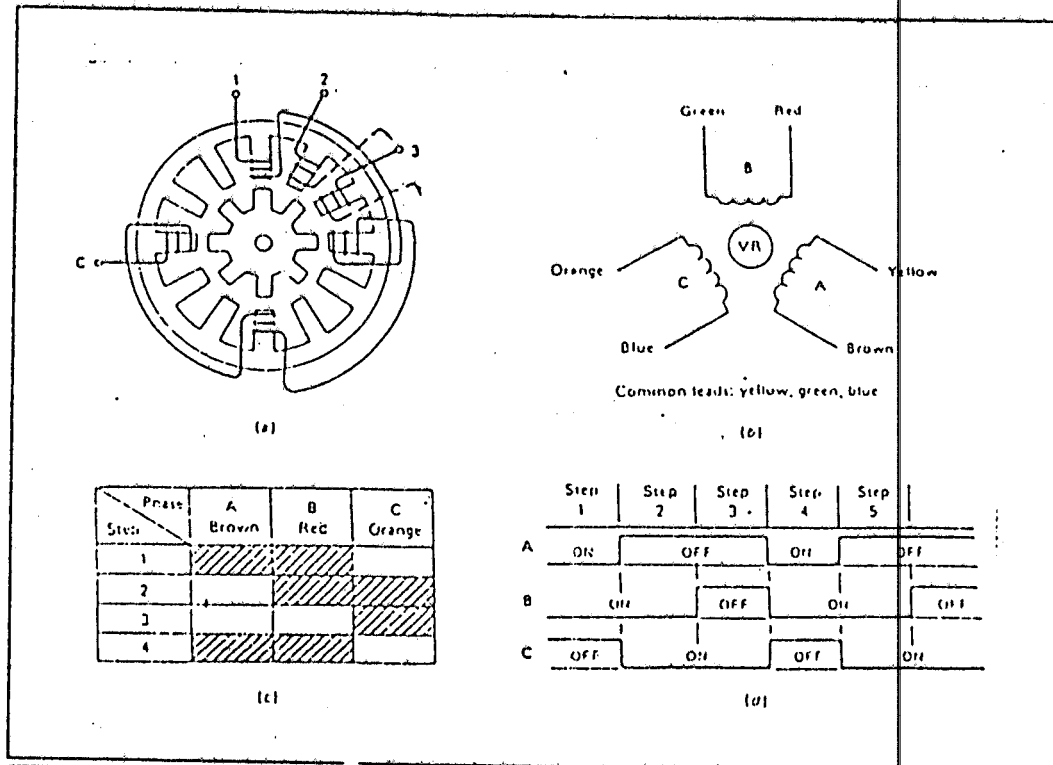 1
2
3
C
(a)
Green Red
B
VR
Orange
C
A
Yellow
Blue
Brown
Common leads: yellow, green, blue
(b)
Phase
Step
A
Brown
B
Red
C
Orange
1
2
3
4
(c)
Step 1
Step 2
Step 3
Step 4
Step 5
A ON OFF ON OFF
B ON OFF ON OFF
C OFF ON OFF ON
(d)